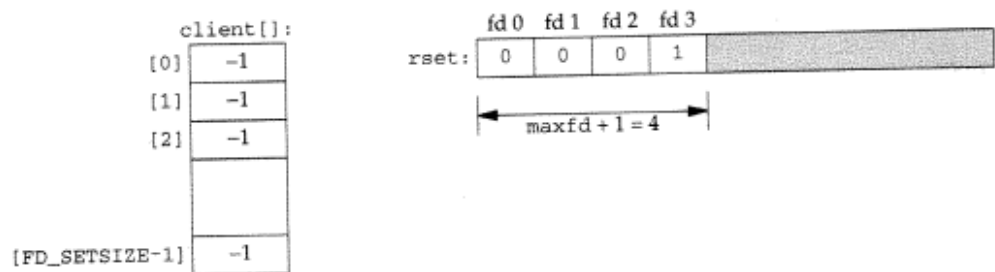 client[]:
[0] −1
[1] −1
[2] −1
[FD_SETSIZE-1] −1
fd 0 fd 1 fd 2 fd 3
rset: 0 0 0 1
maxfd + 1 = 4